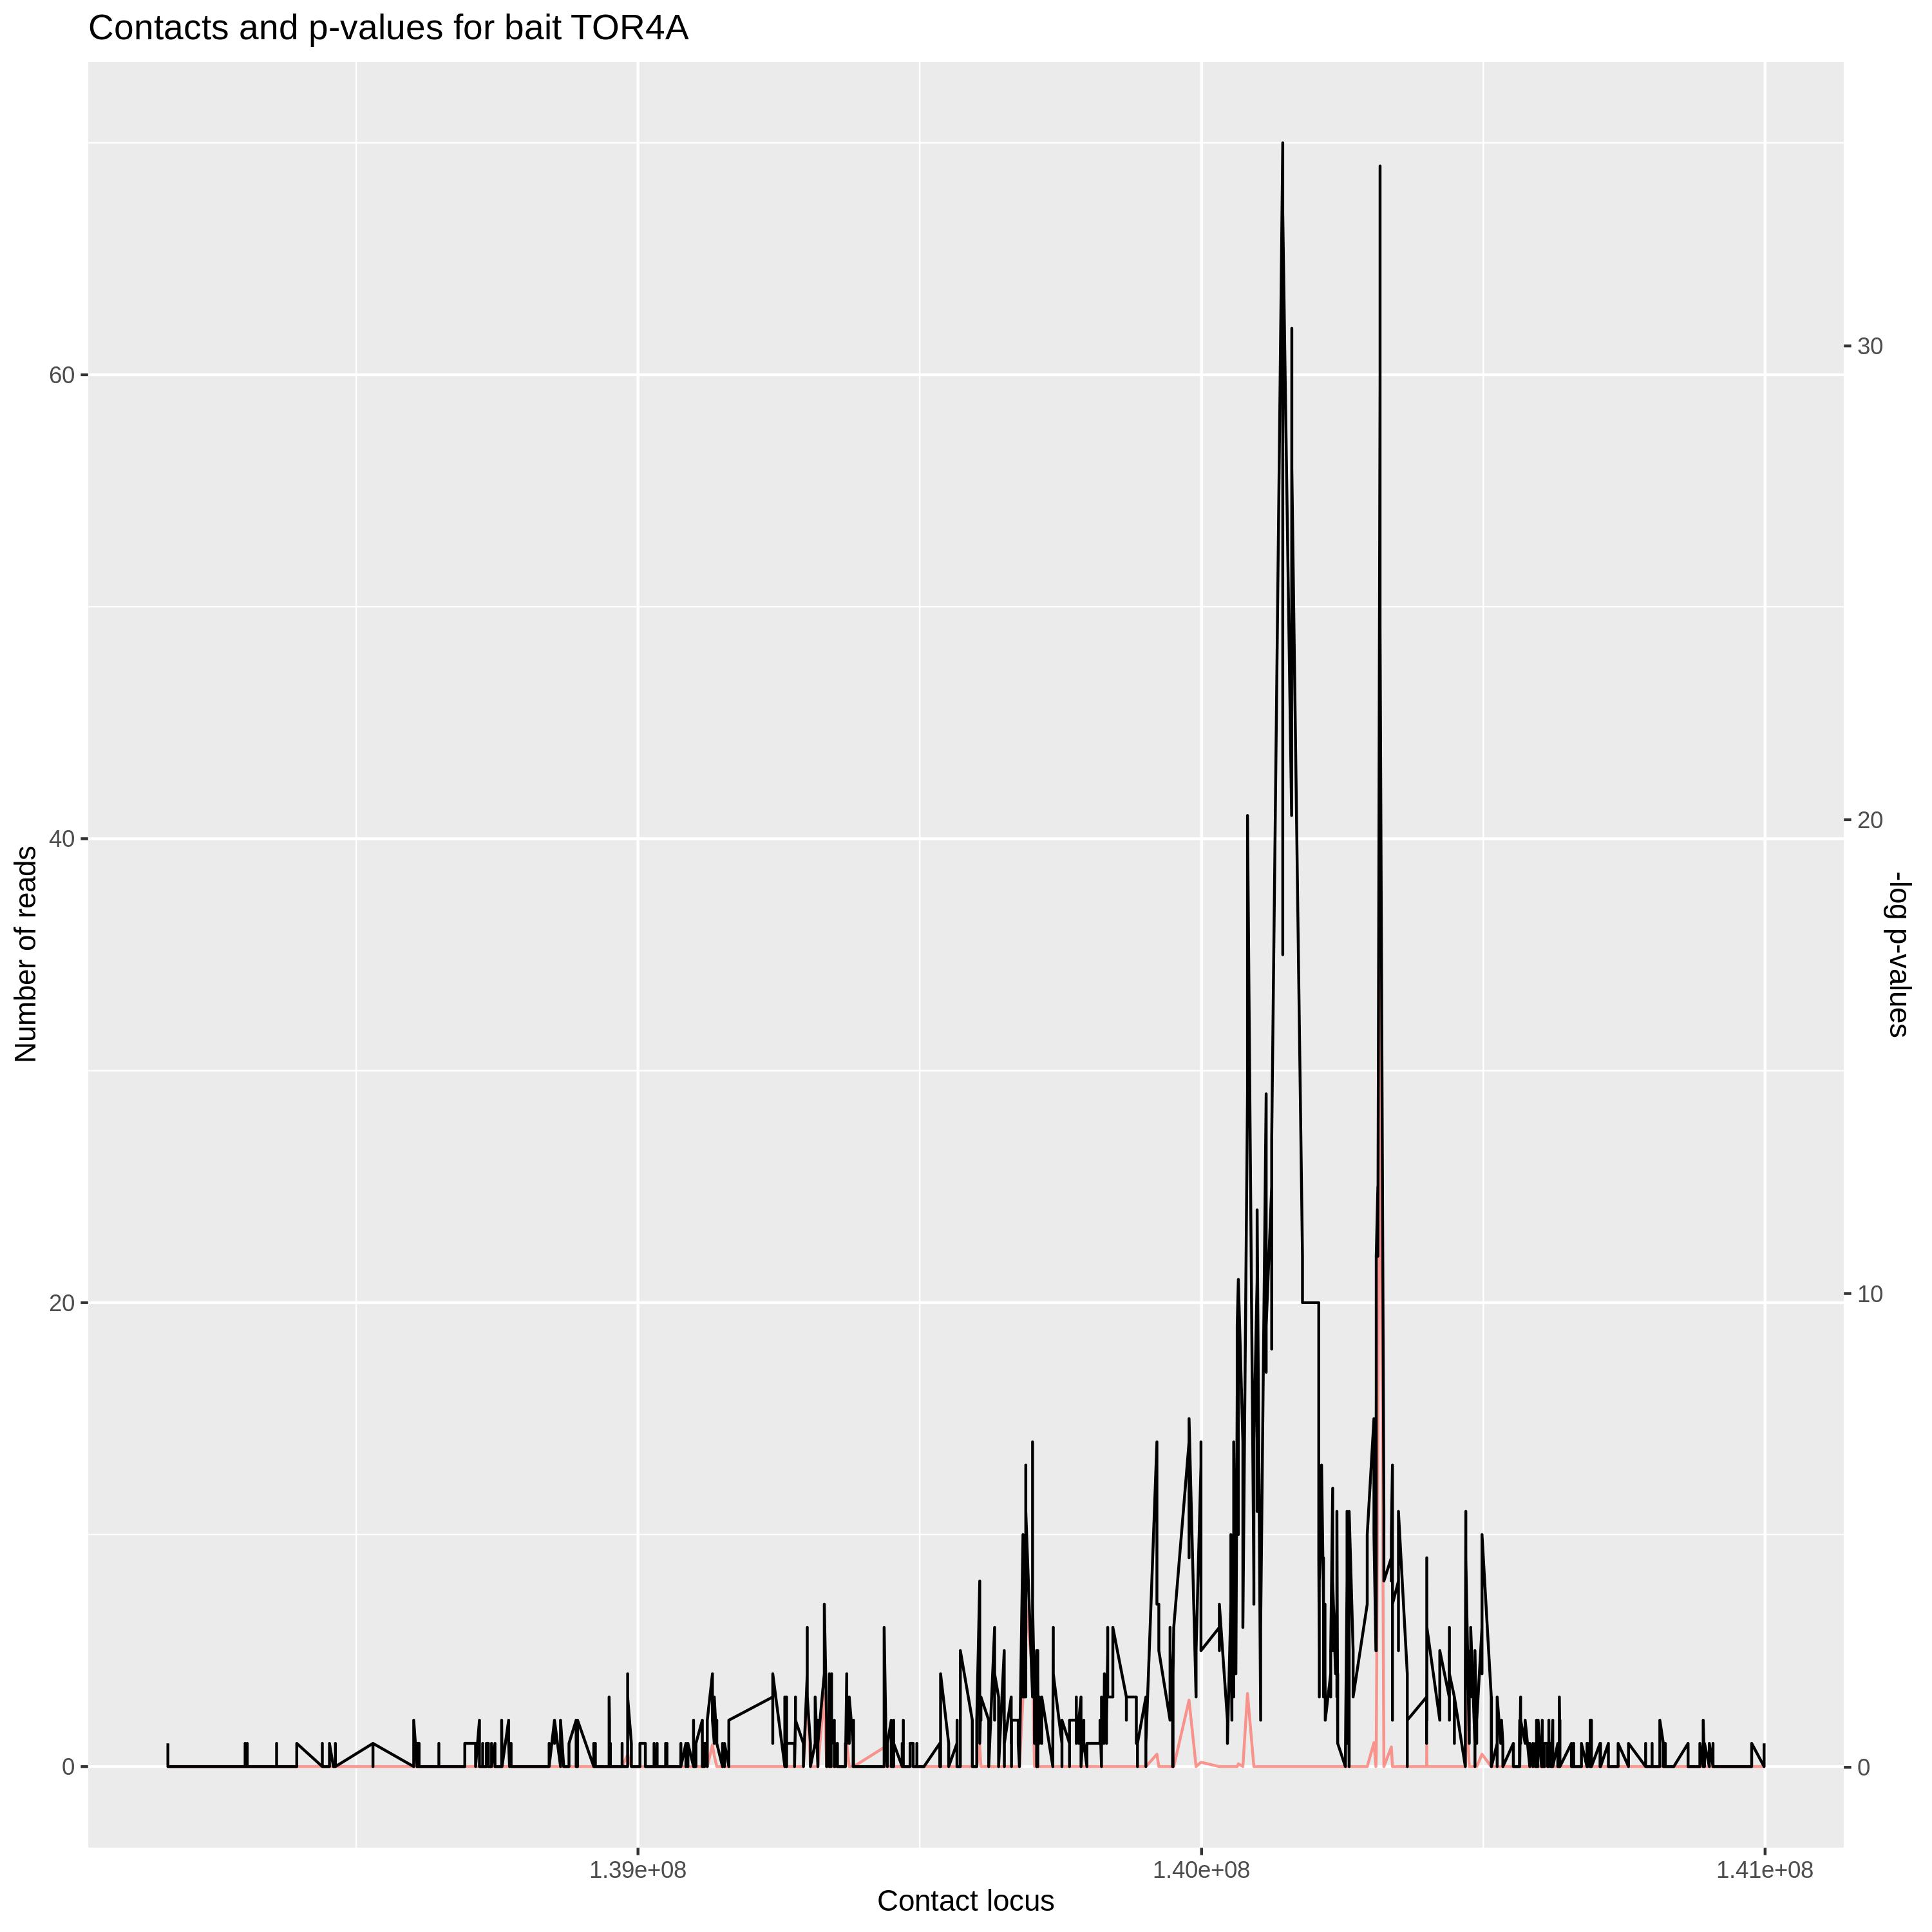 Contacts and p-values for bait TOR4A
60
40
20
0
Number of reads
30
20
10
0
-log p-values
1.39e+08
1.40e+08
1.41e+08
Contact locus